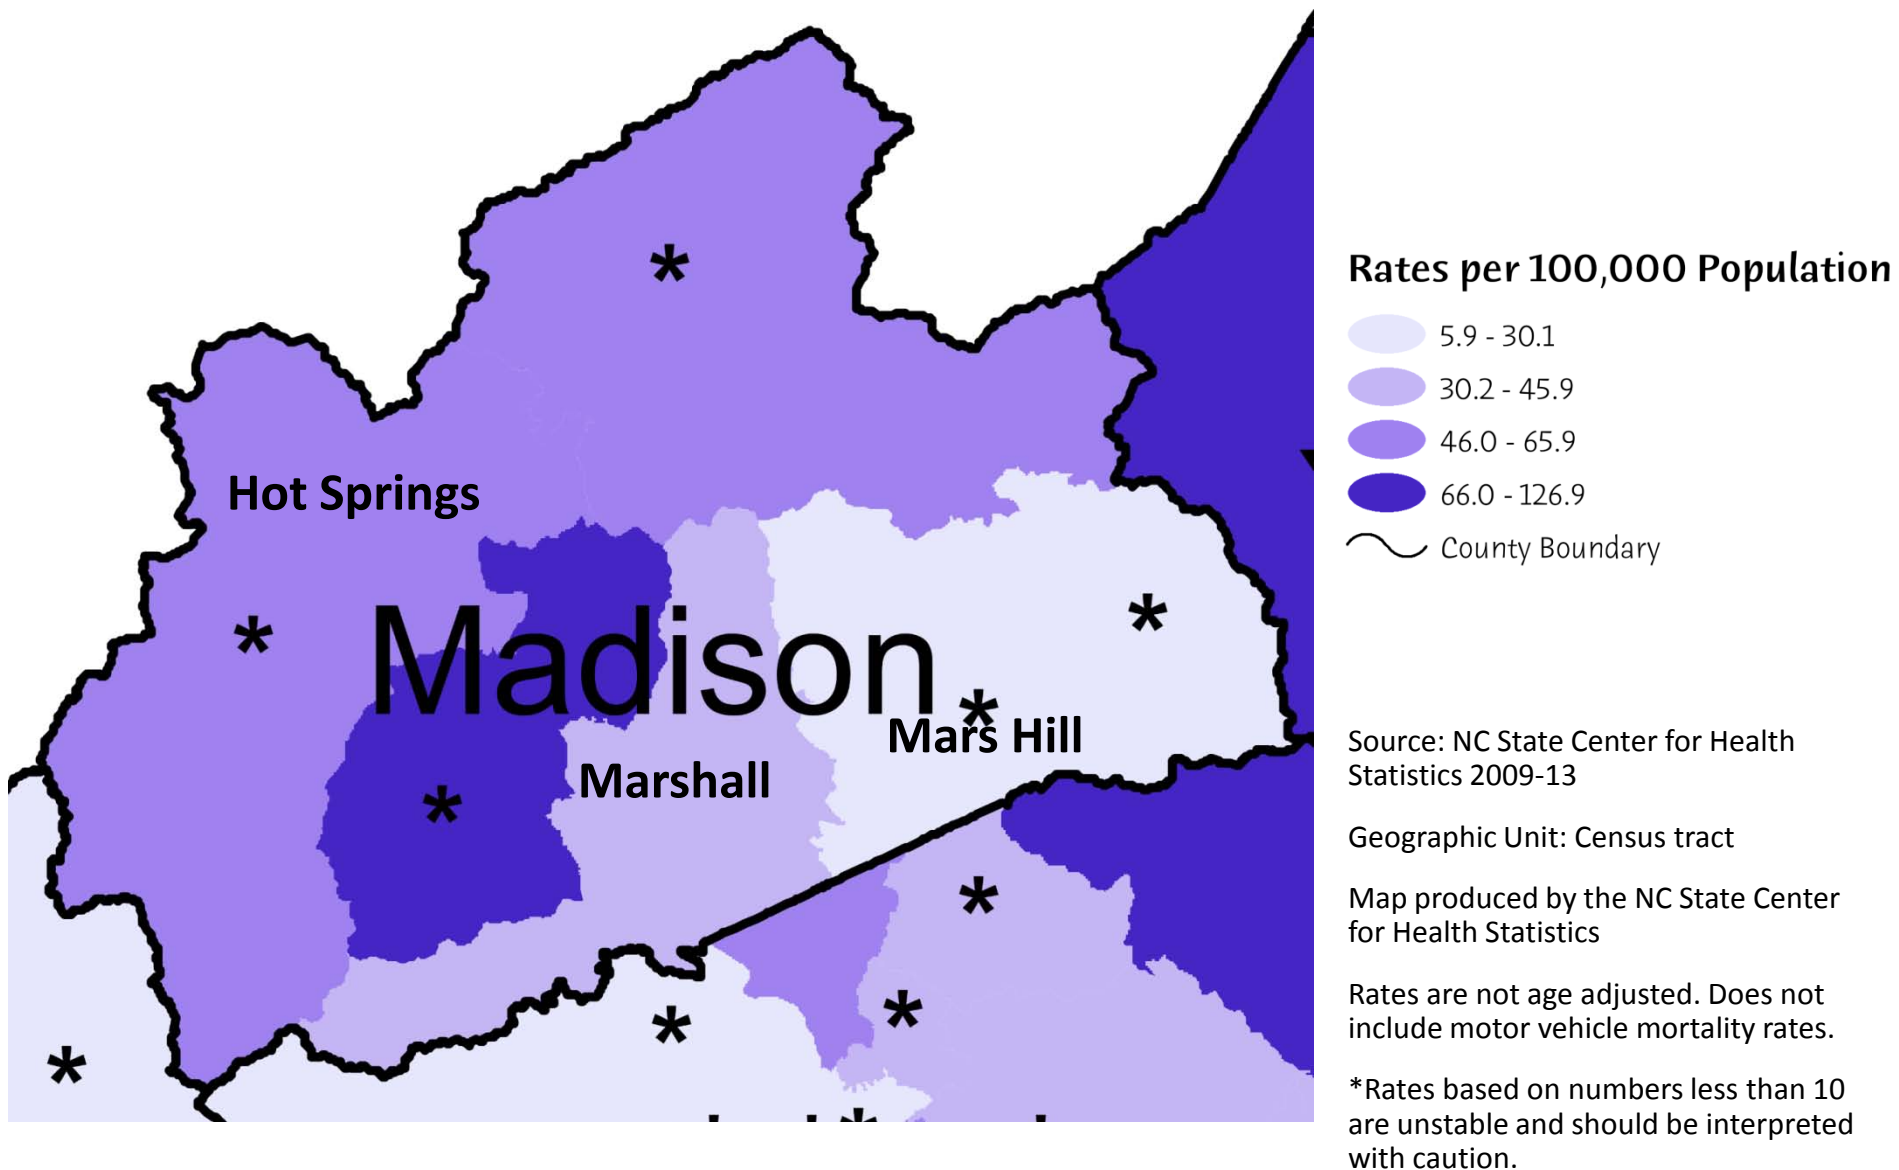 *
Hot Springs
*
Madison
*
*
Mars Hill
Marshall
*
*
*
*
*
*
Rates per 100,000 Population
5.9 - 30.1
30.2 - 45.9
46.0 - 65.9
66.0 - 126.9
County Boundary
Source: NC State Center for Health
Statistics 2009-13
Geographic Unit: Census tract
Map produced by the NC State Center
for Health Statistics
Rates are not age adjusted. Does not
include motor vehicle mortality rates.
*Rates based on numbers less than 10
are unstable and should be interpreted
with caution.